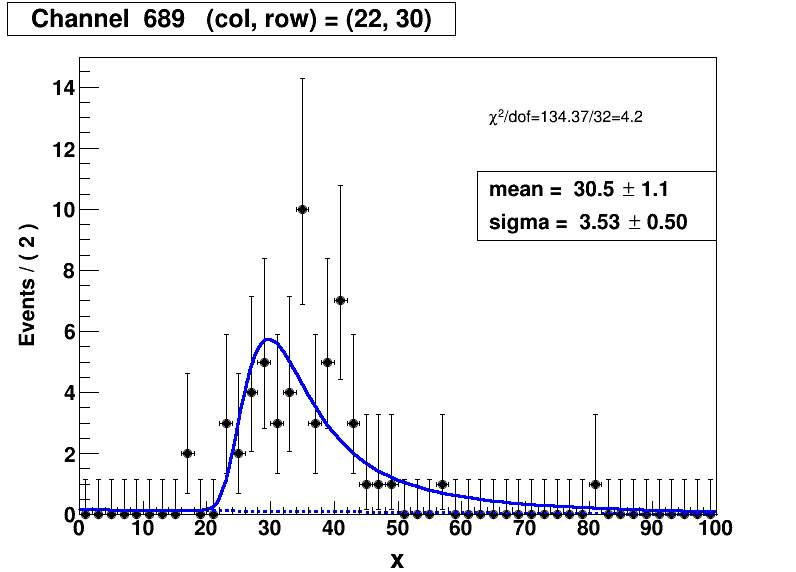 Channel 689 (col, row) = (22, 30)
χ²/dof=134.37/32=4.2
mean = 30.5 ± 1.1
sigma = 3.53 ± 0.50
Events / ( 2 )
14
12
10
8
6
4
2
0
0 10 20 30 40 50 60 70 80 90 100
x